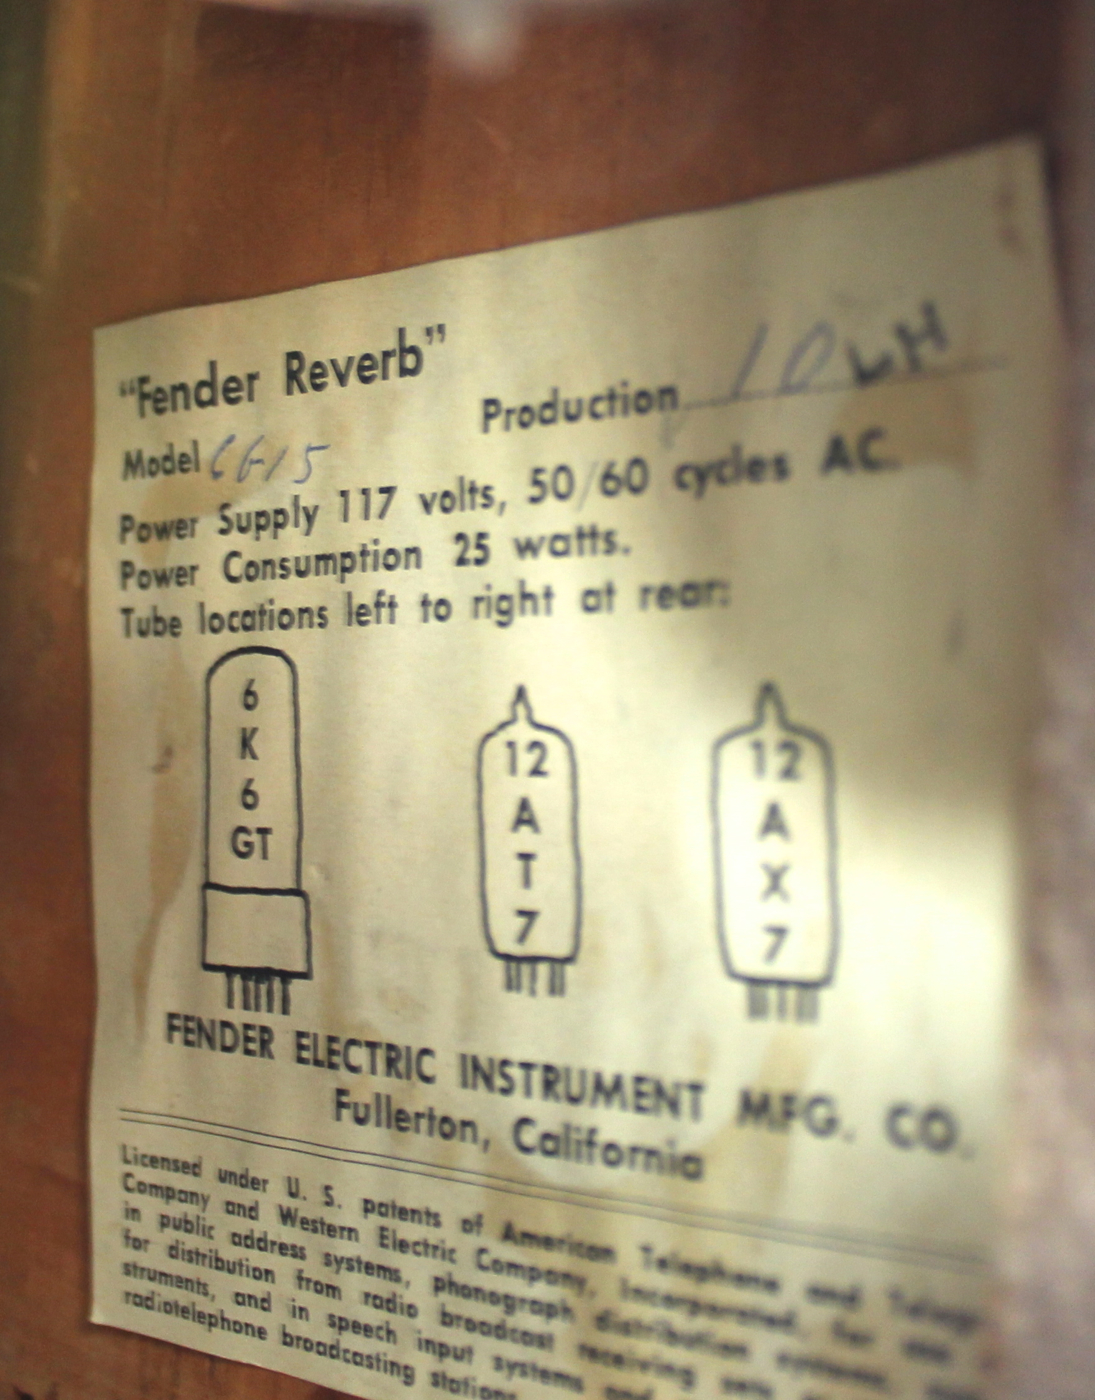 “Fender Reverb”
Production 10 LH
Model 6G15
Power Supply 117 volts, 50/60 cycles AC.
Power Consumption 25 watts.
Tube locations left to right at rear:
6
K
6
GT
12
A
T
7
12
A
X
7
FENDER ELECTRIC INSTRUMENT MFG. CO.
Fullerton, California
Licensed under U. S. patents of American Telephone and
Company and Western Electric Company, Incorporated, for use
in public address systems, phonograph distribution systems,
for distribution from radio broadcast receiving sets
struments, and in speech input systems and
radiotelephone broadcasting stations